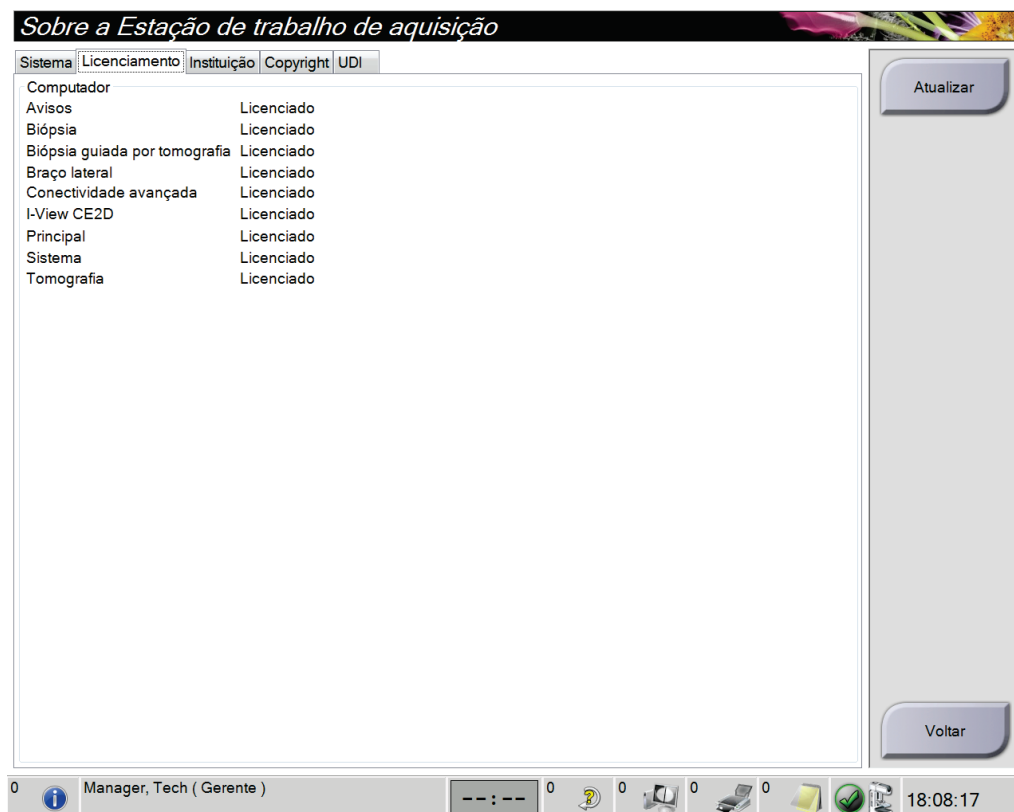 Sobre a Estação de trabalho de aquisição
Sistema Licenciamento Instituição Copyright UDI
Atualizar
Computador
Avisos Licenciado
Biópsia Licenciado
Biópsia guiada por tomografia Licenciado
Braço lateral Licenciado
Conectividade avançada Licenciado
I-View CE2D Licenciado
Principal Licenciado
Sistema Licenciado
Tomografia Licenciado
Voltar
0 Manager, Tech ( Gerente ) --:-- 0 0 0 0 18:08:17